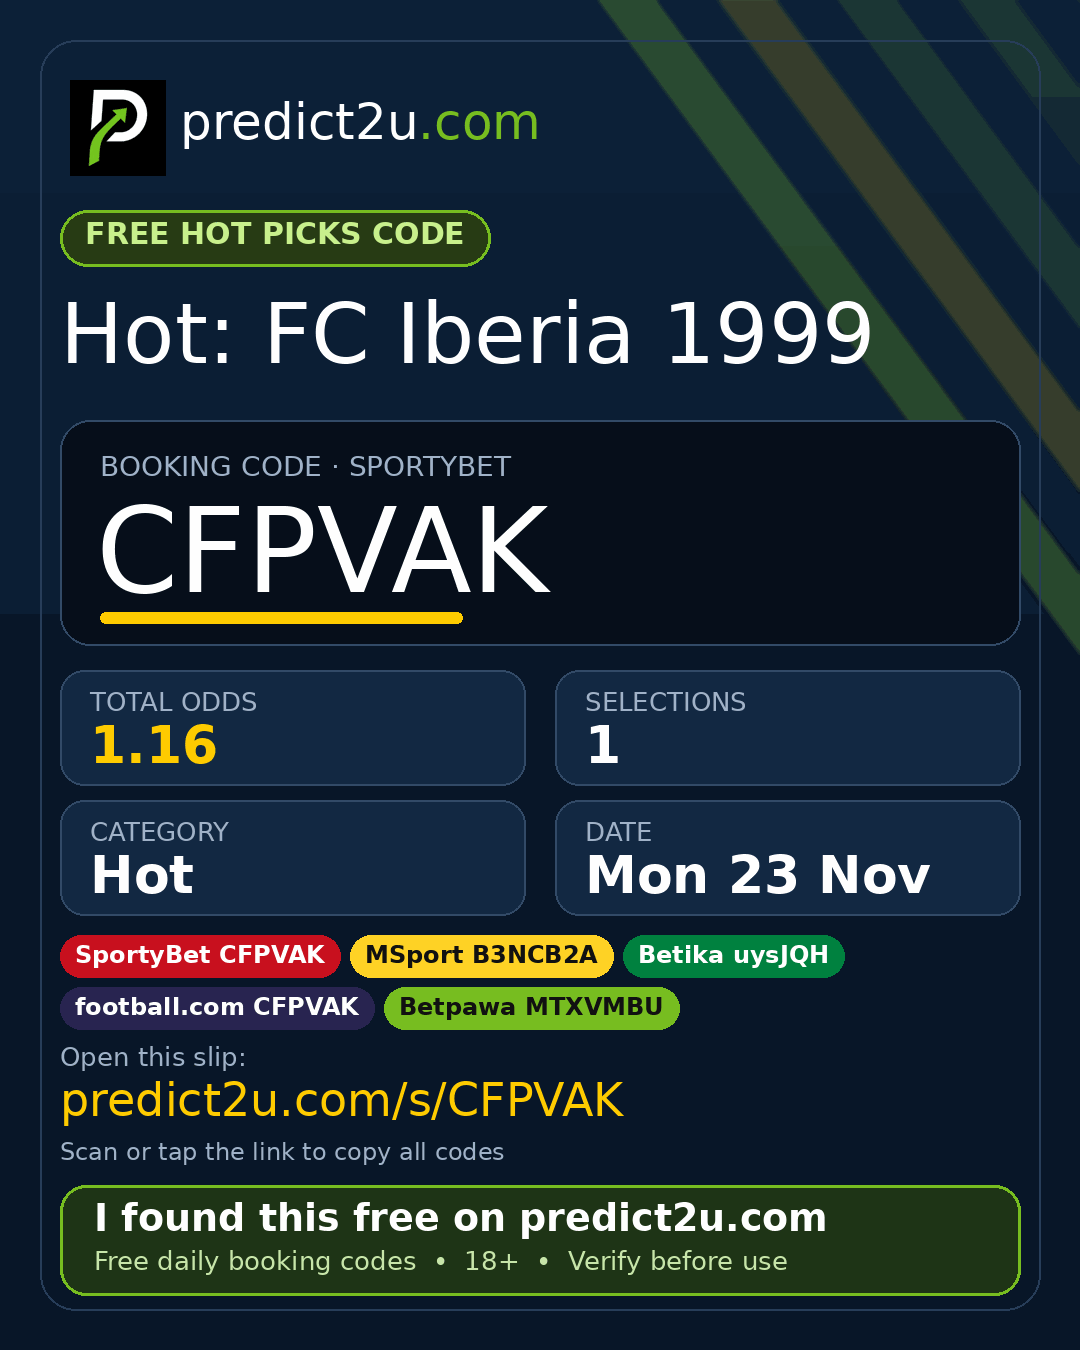 predict2u.com
FREE HOT PICKS CODE
Hot: FC Iberia 1999
BOOKING CODE · SPORTYBET
CFPVAK
TOTAL ODDS
1.16
SELECTIONS
1
CATEGORY
Hot
DATE
Mon 23 Nov
SportyBet CFPVAK
MSport B3NCB2A
Betika uysJQH
football.com CFPVAK
Betpawa MTXVMBU
Open this slip:
predict2u.com/s/CFPVAK
Scan or tap the link to copy all codes
I found this free on predict2u.com
Free daily booking codes • 18+ • Verify before use